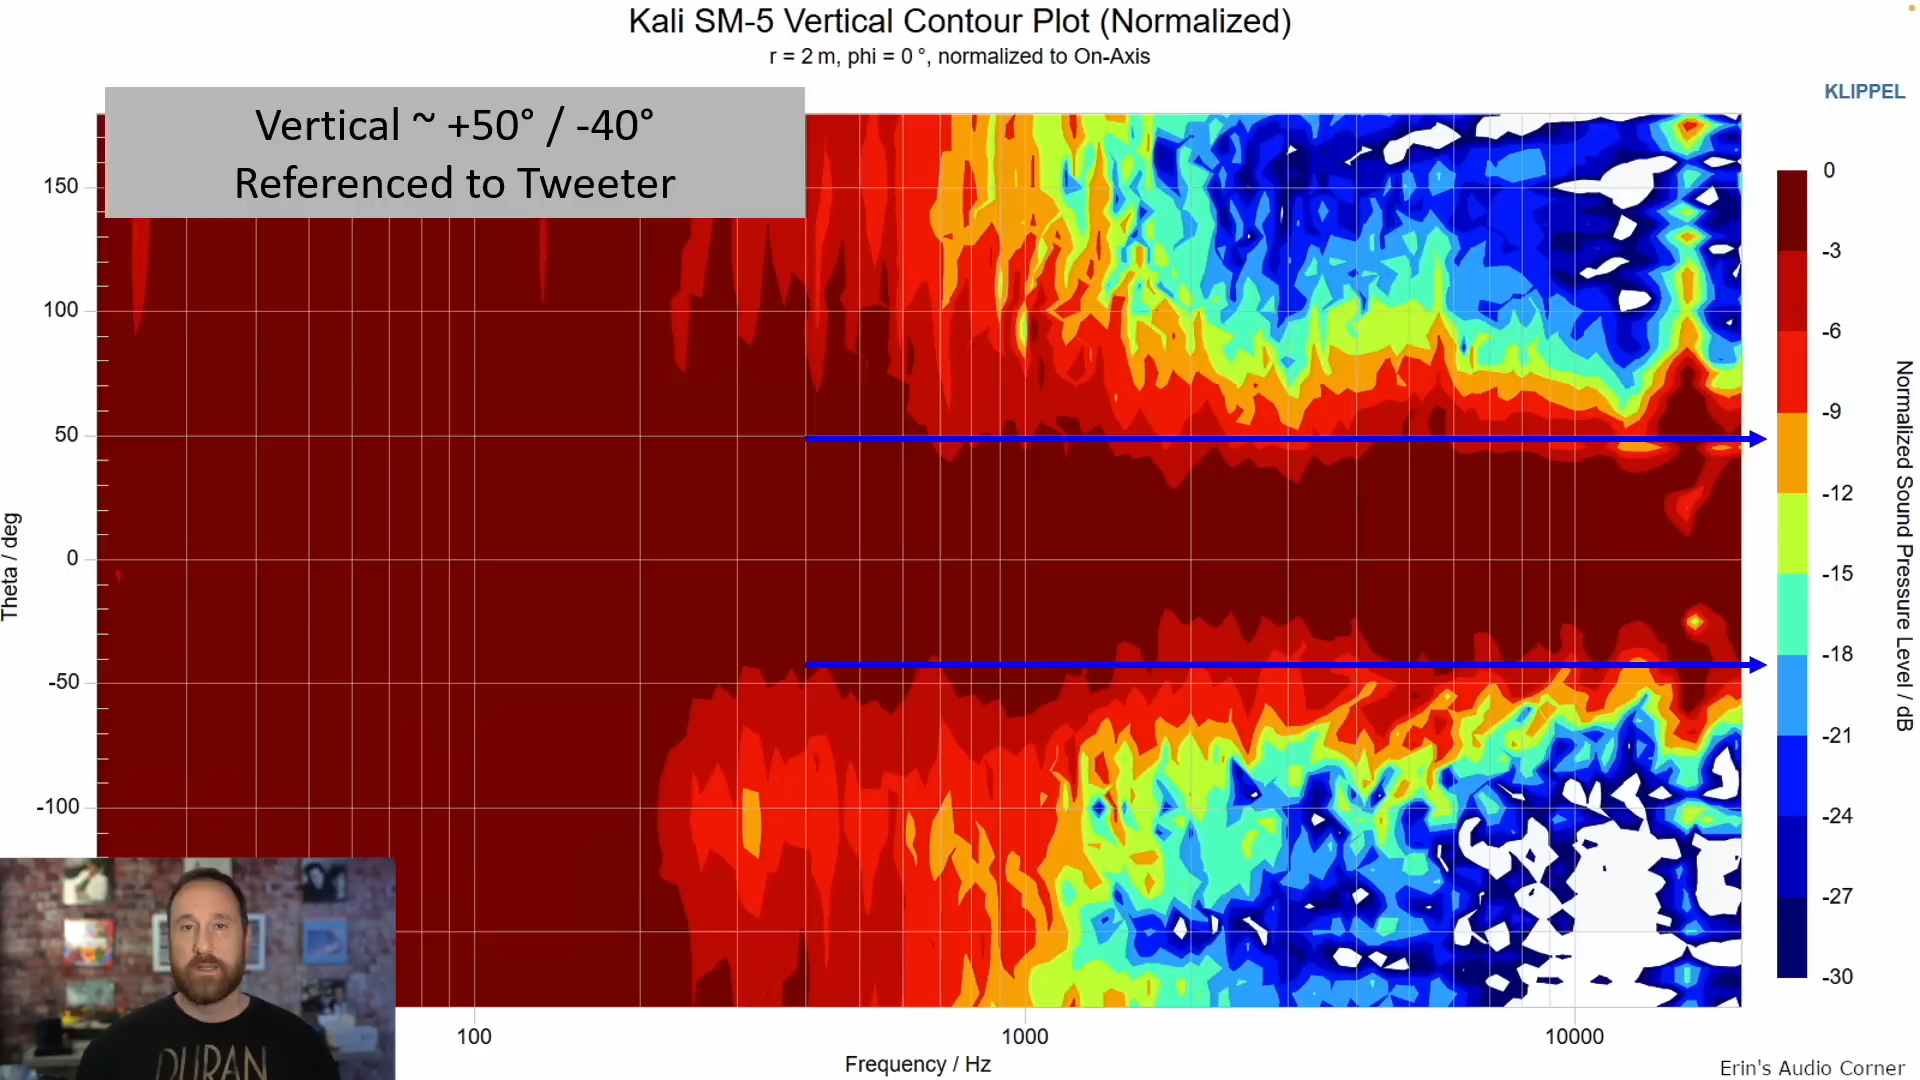 Kali SM-5 Vertical Contour Plot (Normalized)
r = 2 m, phi = 0 °, normalized to On-Axis
KLIPPEL
Vertical ~ +50° / -40°
Referenced to Tweeter
150
100
50
0
-50
-100
Theta / deg
100
1000
10000
Frequency / Hz
0
-3
-6
-9
-12
-15
-18
-21
-24
-27
-30
Normalized Sound Pressure Level / dB
DURAN
Erin's Audio Corner